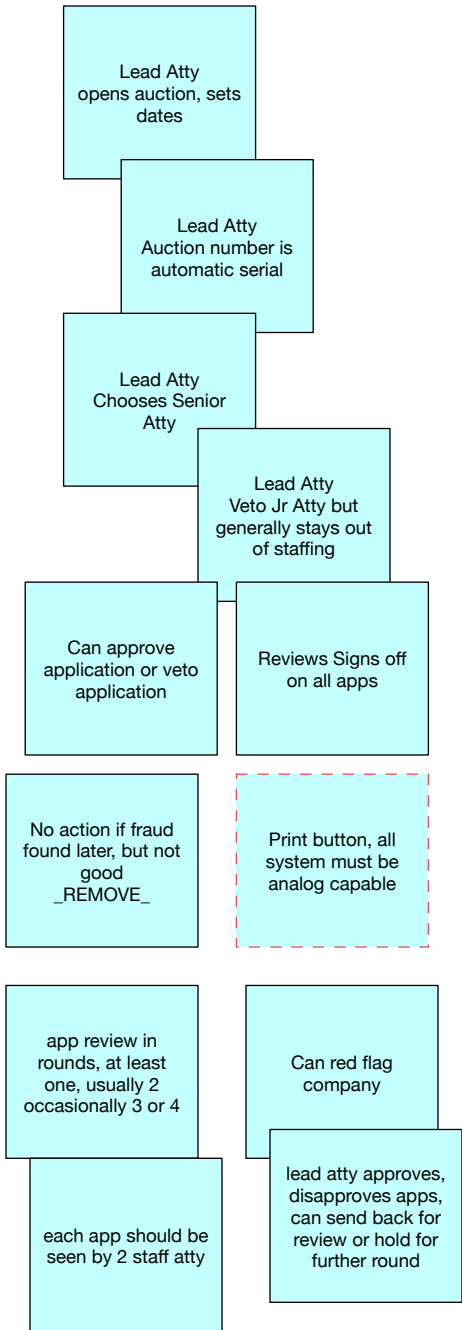 Lead Atty
opens auction, sets
dates
Lead Atty
Auction number is
automatic serial
Lead Atty
Chooses Senior
Atty
Lead Atty
Veto Jr Atty but
generally stays out
of staffing
Can approve
application or veto
application
Reviews Signs off
on all apps
No action if fraud
found later, but not
good
_REMOVE_
Print button, all
system must be
analog capable
app review in
rounds, at least
one, usually 2
occasionally 3 or 4
Can red flag
company
each app should be
seen by 2 staff atty
lead atty approves,
disapproves apps,
can send back for
review or hold for
further round